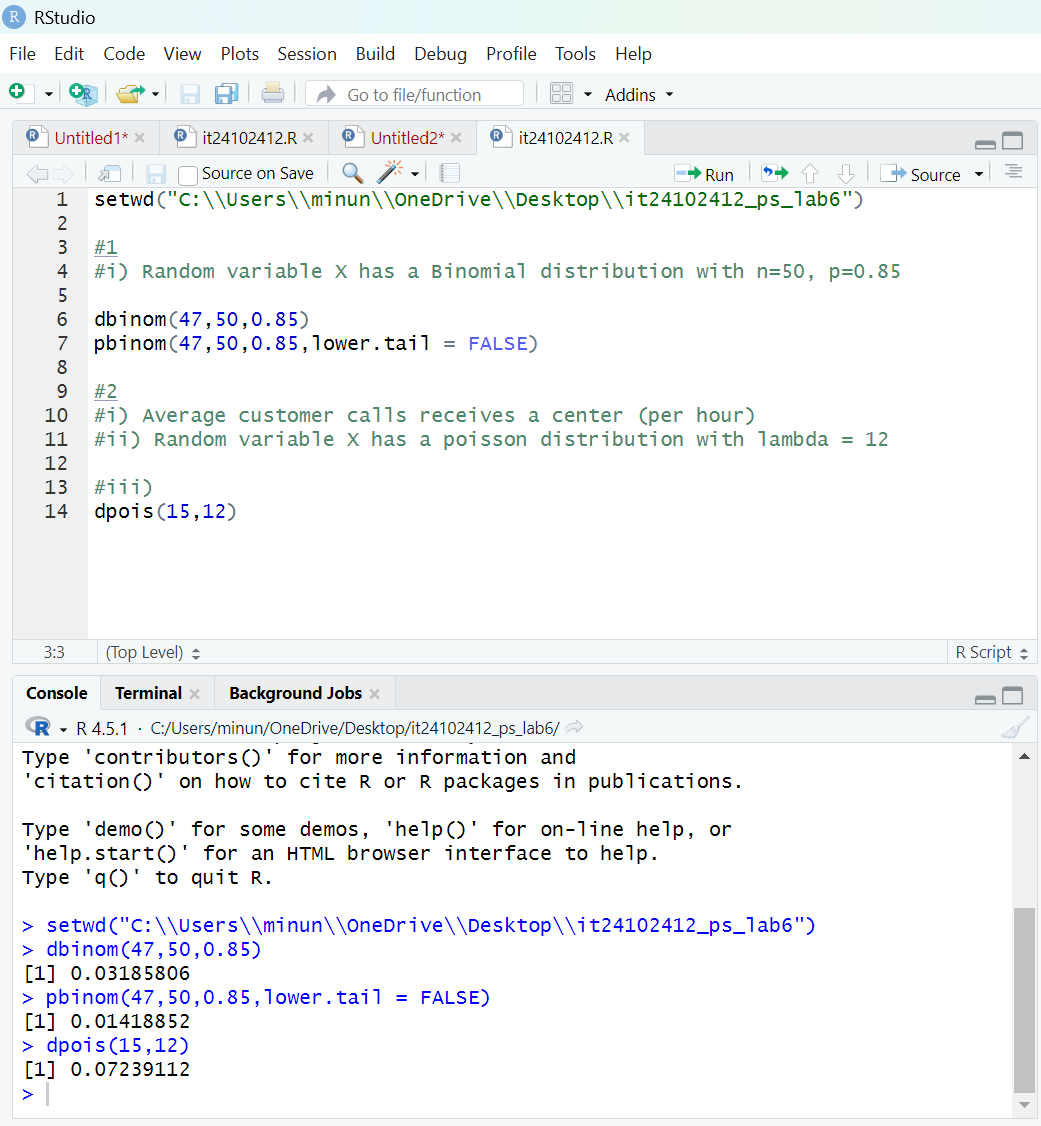 RStudio
File Edit Code View Plots Session Build Debug Profile Tools Help
Go to file/function Addins
Untitled1* it24102412.R Untitled2* it24102412.R
Source on Save Run Source
1 setwd("C:\\Users\\minun\\OneDrive\\Desktop\\it24102412_ps_lab6")
2
3 #1
4 #i) Random variable X has a Binomial distribution with n=50, p=0.85
5
6 dbinom(47,50,0.85)
7 pbinom(47,50,0.85,lower.tail = FALSE)
8
9 #2
10 #i) Average customer calls receives a center (per hour)
11 #ii) Random variable X has a poisson distribution with lambda = 12
12
13 #iii)
14 dpois(15,12)
3:3 (Top Level) R Script
Console Terminal Background Jobs
R 4.5.1 · C:/Users/minun/OneDrive/Desktop/it24102412_ps_lab6/
Type 'contributors()' for more information and
'citation()' on how to cite R or R packages in publications.
Type 'demo()' for some demos, 'help()' for on-line help, or
'help.start()' for an HTML browser interface to help.
Type 'q()' to quit R.
> setwd("C:\\Users\\minun\\OneDrive\\Desktop\\it24102412_ps_lab6")
> dbinom(47,50,0.85)
[1] 0.03185806
> pbinom(47,50,0.85,lower.tail = FALSE)
[1] 0.01418852
> dpois(15,12)
[1] 0.07239112
>